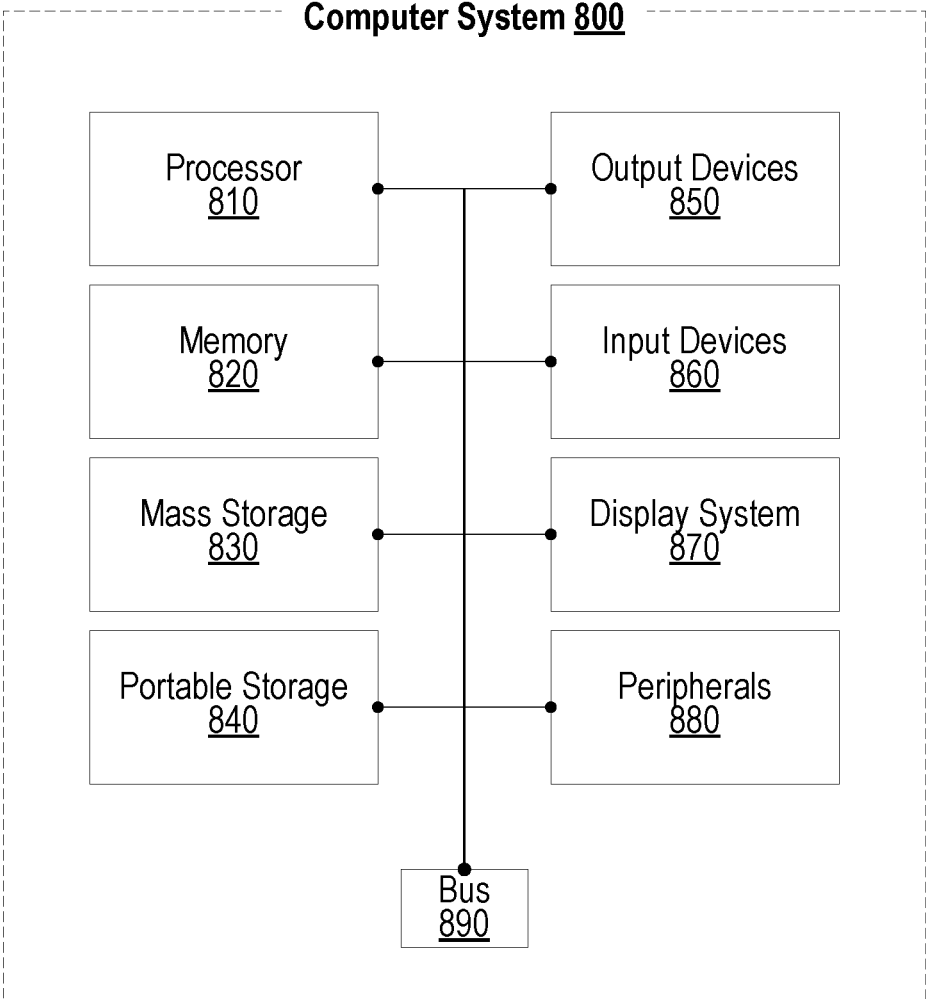 Computer System 800
Processor
810
Output Devices
850
Memory
820
Input Devices
860
Mass Storage
830
Display System
870
Portable Storage
840
Peripherals
880
Bus
890